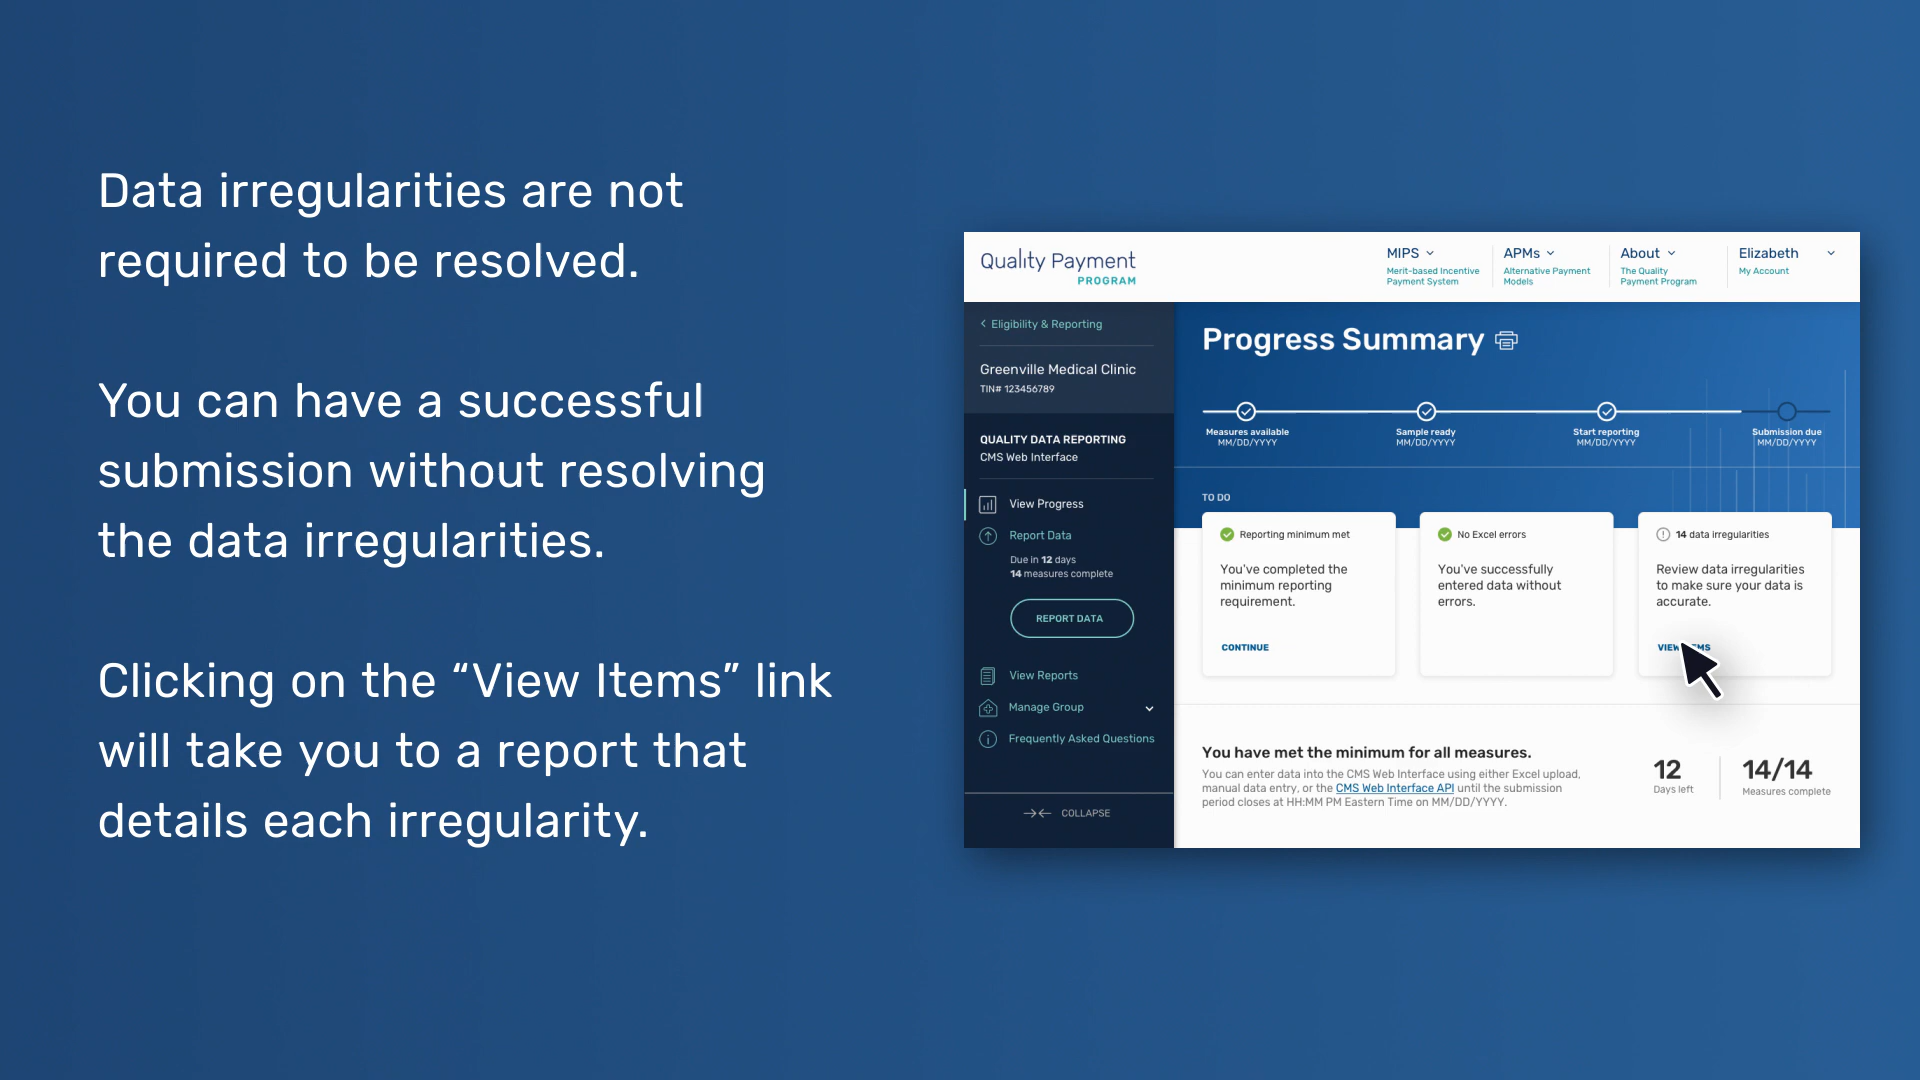 Data irregularities are not
required to be resolved.
You can have a successful
submission without resolving
the data irregularities.
Clicking on the “View Items” link
will take you to a report that
details each irregularity.
Quality Payment
PROGRAM
MIPS
Merit-based Incentive
Payment System
APMs
Alternative Payment
Models
About
The Quality
Payment Program
Elizabeth
My Account
Eligibility & Reporting
Greenville Medical Clinic
TIN# 123456789
QUALITY DATA REPORTING
CMS Web Interface
View Progress
Report Data
Due in 12 days
14 measures complete
REPORT DATA
View Reports
Manage Group
Frequently Asked Questions
COLLAPSE
Progress Summary
Measures available
MM/DD/YYYY
Sample ready
MM/DD/YYYY
Start reporting
MM/DD/YYYY
Submission due
MM/DD/YYYY
TO DO
Reporting minimum met
You've completed the
minimum reporting
requirement.
CONTINUE
No Excel errors
You've successfully
entered data without
errors.
14 data irregularities
Review data irregularities
to make sure your data is
accurate.
VIEW ITEMS
You have met the minimum for all measures.
You can enter data into the CMS Web Interface using either Excel upload,
manual data entry, or the CMS Web Interface API until the submission
period closes at HH:MM PM Eastern Time on MM/DD/YYYY.
12
Days left
14/14
Measures complete